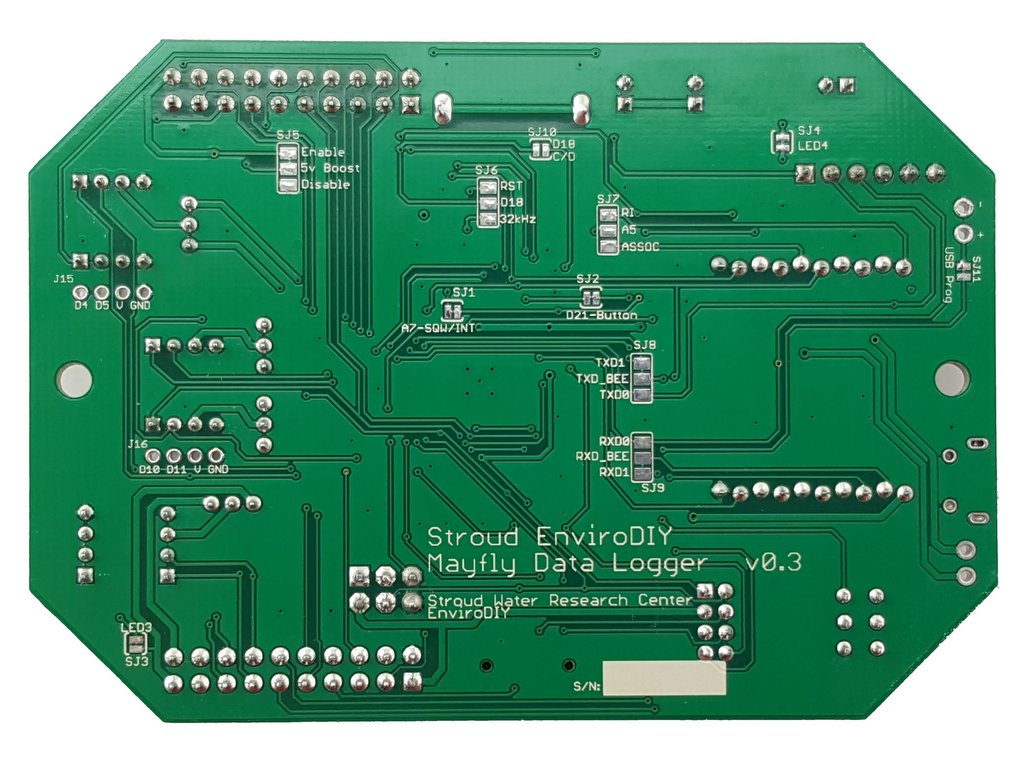 SJ5
Enable
5v Boost
Disable
SJ10
D18
C/D
SJ4
LED4
SJ6
RST
D18
32kHz
SJ7
RI
A5
ASSOC
-
+
SJ11
USB Prog
J15
D4 D5 V GND
SJ1
A7-SQW/INT
SJ2
D21-Button
SJ8
TXD1
TXD_BEE
TXD0
J16
D10 D11 V GND
RXD0
RXD_BEE
RXD1
SJ9
Stroud EnviroDIY
Mayfly Data Logger v0.3
Stroud Water Research Center
EnviroDIY
LED3
SJ3
S/N: